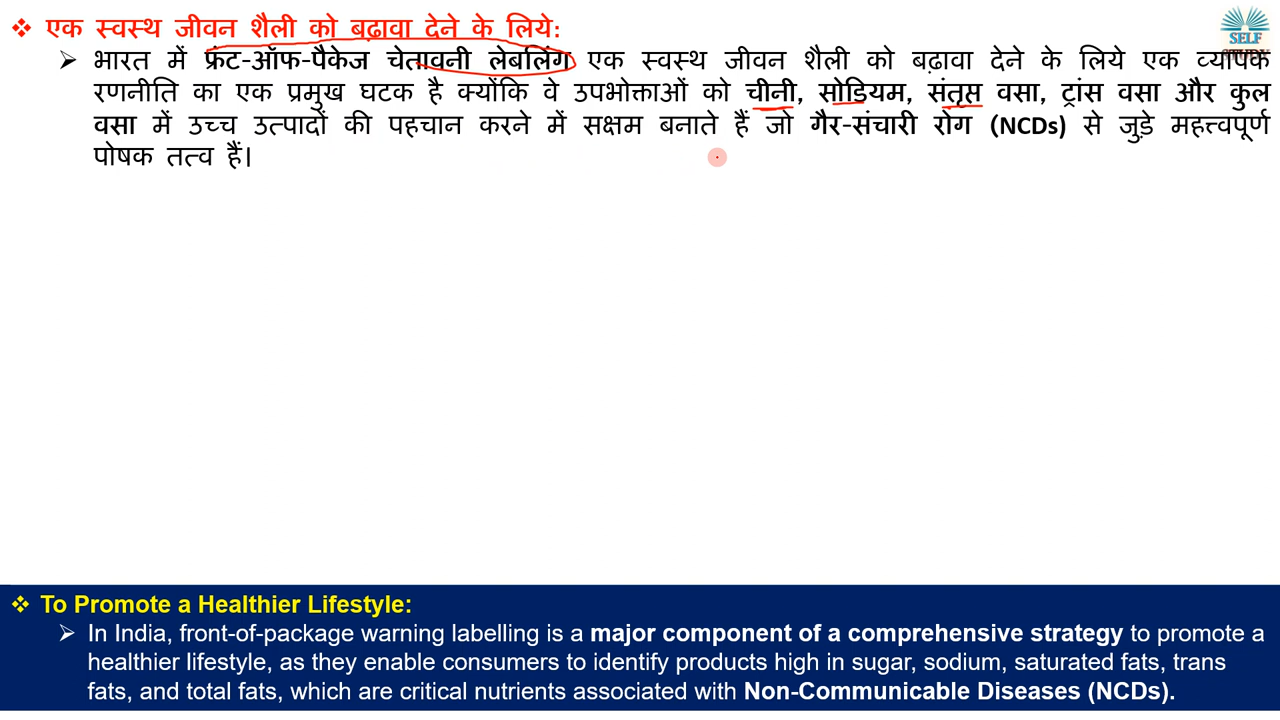 ❖ एक स्वस्थ जीवन शैली को बढ़ावा देने के लिये:
➢ भारत में फ्रंट-ऑफ-पैकेज चेतावनी लेबलिंग एक स्वस्थ जीवन शैली को बढ़ावा देने के लिये एक व्यापक
रणनीति का एक प्रमुख घटक है क्योंकि वे उपभोक्ताओं को चीनी, सोडियम, संतृप्त वसा, ट्रांस वसा और कुल
वसा में उच्च उत्पादों की पहचान करने में सक्षम बनाते हैं जो गैर-संचारी रोग (NCDs) से जुड़े महत्त्वपूर्ण
पोषक तत्व हैं।
SELF
STUDY
❖ To Promote a Healthier Lifestyle:
➢ In India, front-of-package warning labelling is a major component of a comprehensive strategy to promote a
healthier lifestyle, as they enable consumers to identify products high in sugar, sodium, saturated fats, trans
fats, and total fats, which are critical nutrients associated with Non-Communicable Diseases (NCDs).